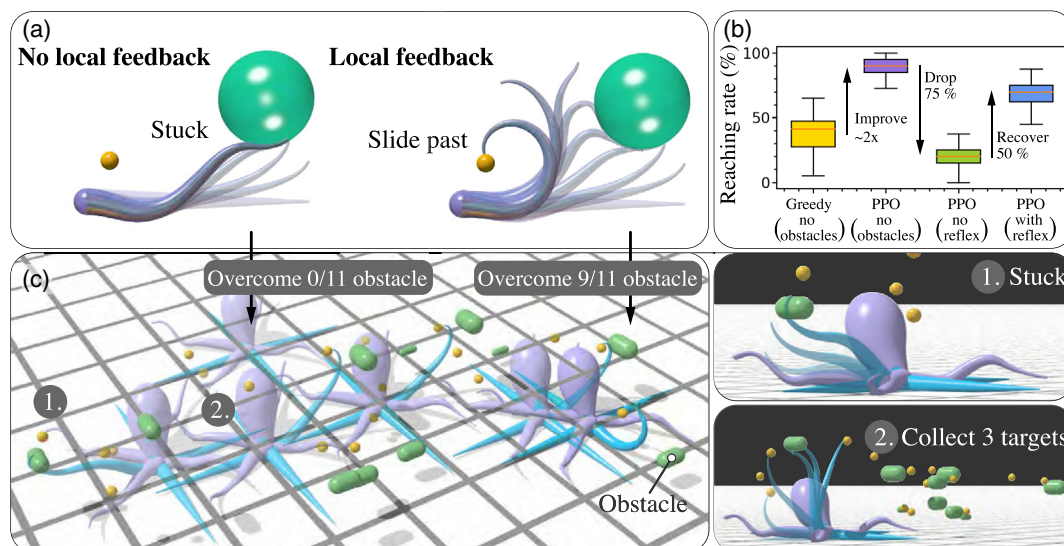 (a)
No local feedback
Local feedback
Stuck
Slide past
(b)
Reaching rate (%)
100
50
0
Improve
~2x
Drop
75 %
Recover
50 %
Greedy
no
(obstacles)
PPO
no
(obstacles)
PPO
no
(reflex)
PPO
with
(reflex)
(c)
Overcome 0/11 obstacle
Overcome 9/11 obstacle
1.
2.
Obstacle
1. Stuck
2. Collect 3 targets